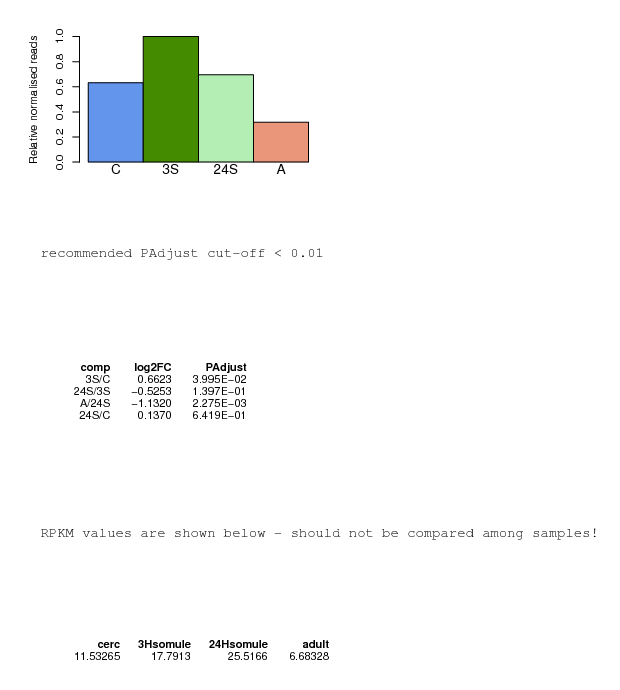 Relative normalised reads
1.0
0.8
0.6
0.4
0.2
0.0
C 3S 24S A
recommended PAdjust cut-off < 0.01
comp log2FC PAdjust
3S/C 0.6623 3.995E-02
24S/3S -0.5253 1.397E-01
A/24S -1.1320 2.275E-03
24S/C 0.1370 6.419E-01
RPKM values are shown below - should not be compared among samples!
cerc 3Hsomule 24Hsomule adult
11.53265 17.7913 25.5166 6.68328